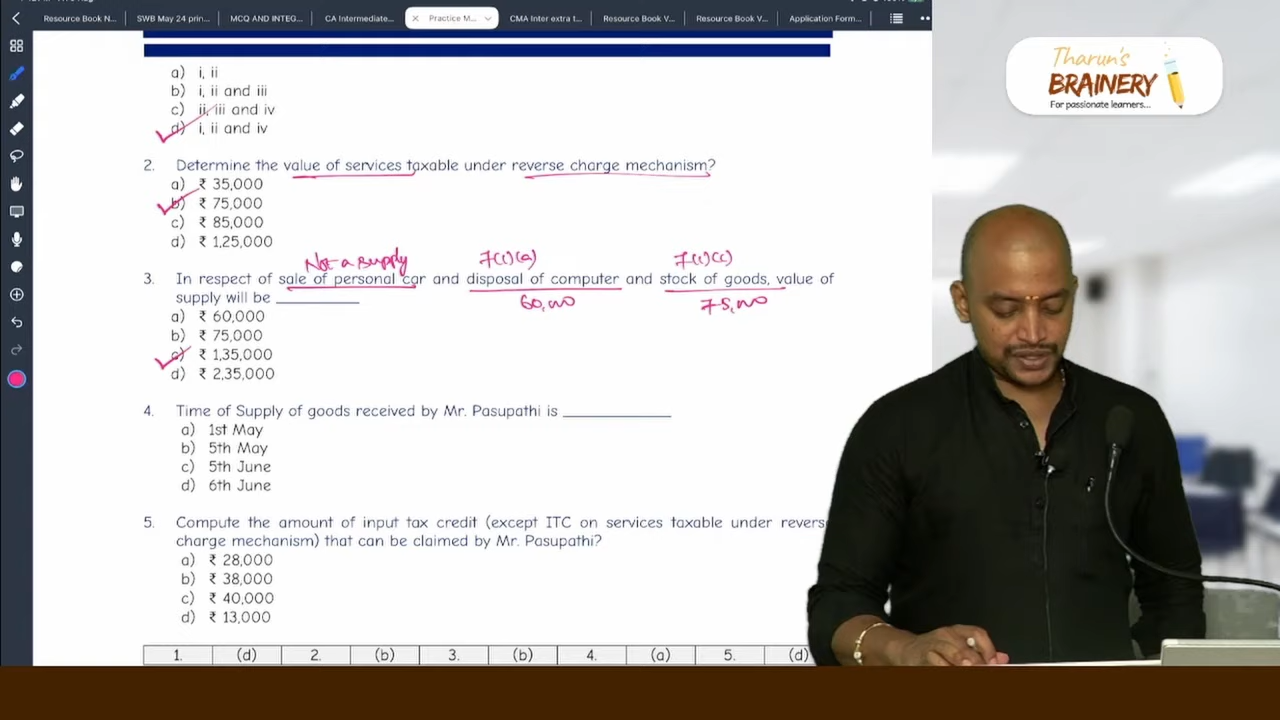 Resource Book N...
SWB May 24 prin...
MCQ AND INTEG...
CA Intermediate...
Practice M...
CMA Inter extra t...
Resource Book V...
Resource Book V...
Application Form...
Tharun's
BRAINERY
For passionate learners...
a) i, ii
b) i, ii and iii
c) ii, iii and iv
d) i, ii and iv
2. Determine the value of services taxable under reverse charge mechanism?
a) ₹ 35,000
b) ₹ 75,000
c) ₹ 85,000
d) ₹ 1,25,000
Not a supply 7(1)(a) 7(1)(c)
3. In respect of sale of personal car and disposal of computer and stock of goods, value of
supply will be ____________
60,000 75,000
a) ₹ 60,000
b) ₹ 75,000
c) ₹ 1,35,000
d) ₹ 2,35,000
4. Time of Supply of goods received by Mr. Pasupathi is ____________
a) 1st May
b) 5th May
c) 5th June
d) 6th June
5. Compute the amount of input tax credit (except ITC on services taxable under revers
charge mechanism) that can be claimed by Mr. Pasupathi?
a) ₹ 28,000
b) ₹ 38,000
c) ₹ 40,000
d) ₹ 13,000
1. (d) 2. (b) 3. (b) 4. (a) 5. (d)